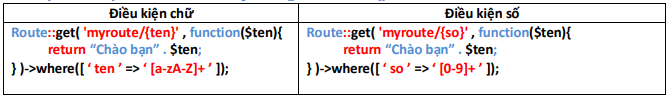 Điều kiện chữ
Route::get( 'myroute/{ten}' , function($ten){
return “Chào bạn” . $ten;
} )->where([ ‘ ten ’ => ‘ [a-zA-Z]+ ’ ]);
Điều kiện số
Route::get( 'myroute/{so}' , function($ten){
return “Chào bạn” . $ten;
} )->where([ ‘ so ’ => ‘ [0-9]+ ’ ]);